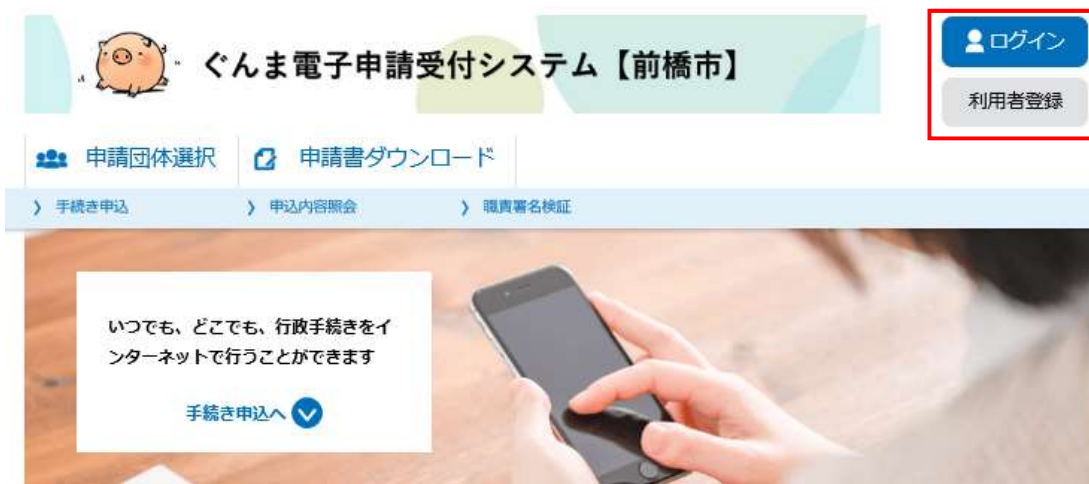 ぐんま電子申請受付システム【前橋市】
ログイン
利用者登録
申請団体選択
申請書ダウンロード
手続き申込
申込内容照会
職責署名検証
いつでも、どこでも、行政手続きをイ
ンターネットで行うことができます
手続き申込へ